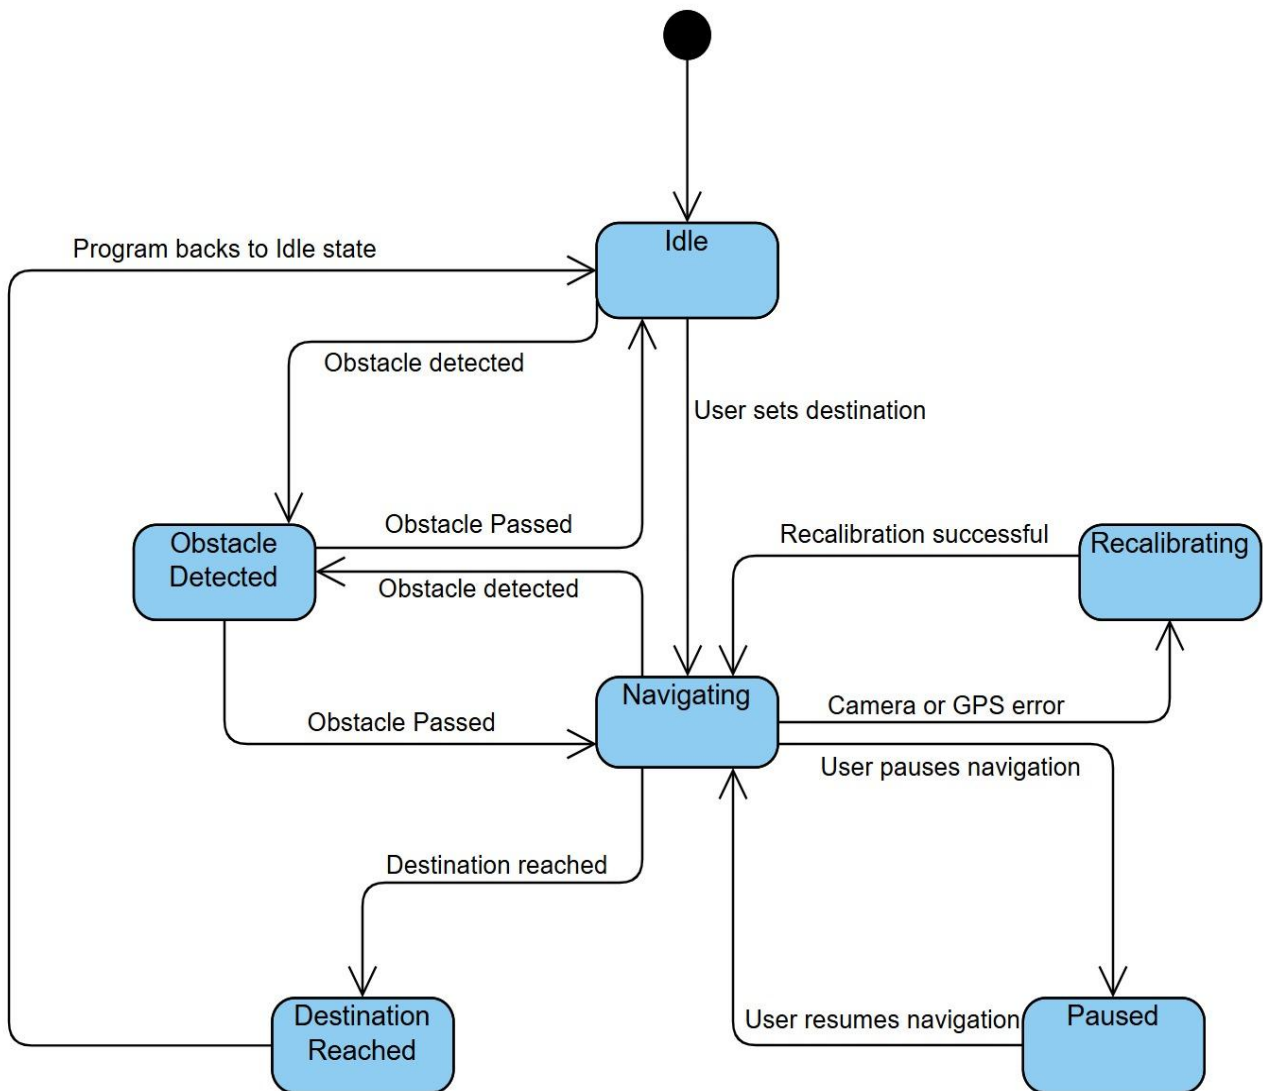 Idle
Program backs to Idle state
Obstacle detected
User sets destination
Obstacle Passed
Recalibration successful
Obstacle
Detected
Recalibrating
Obstacle detected
Navigating
Camera or GPS error
Obstacle Passed
User pauses navigation
Destination reached
Destination
Reached
User resumes navigation
Paused